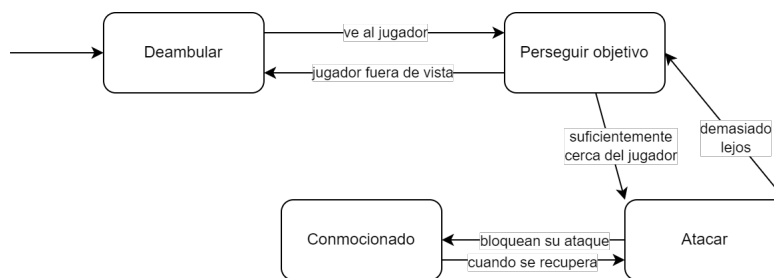 ve al jugador
Deambular
Perseguir objetivo
jugador fuera de vista
suficientemente
cerca del jugador
demasiado
lejos
Conmocionado
bloquean su ataque
Atacar
cuando se recupera